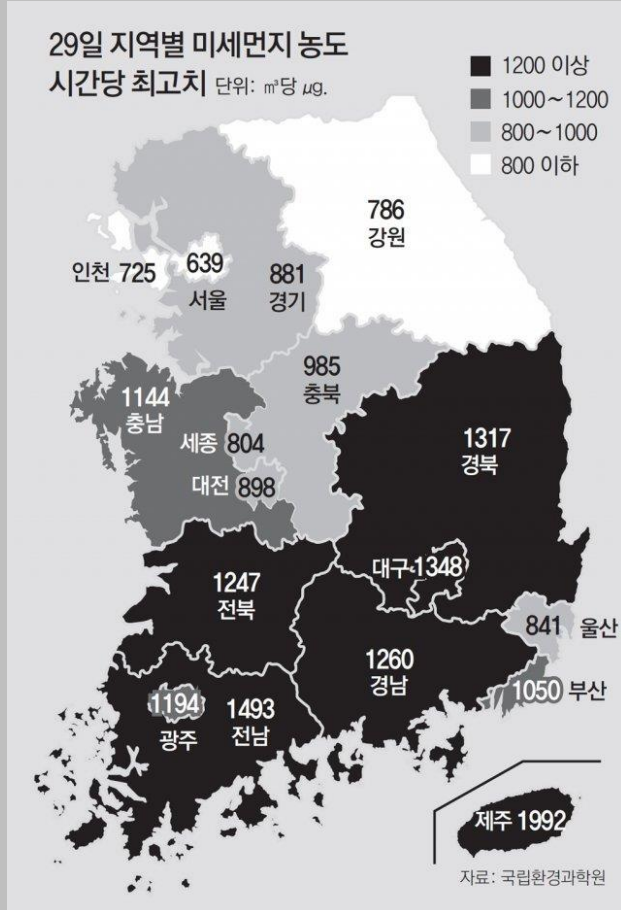 29일 지역별 미세먼지 농도
시간당 최고치 단위: ㎥당 ㎍.
1200 이상
1000~1200
800~1000
800 이하
786
강원
인천 725
639
서울
881
경기
985
충북
1144
충남
세종 804
대전 898
1317
경북
대구 1348
1247
전북
841 울산
1260
경남
1050 부산
1194
광주
1493
전남
제주 1992
자료: 국립환경과학원